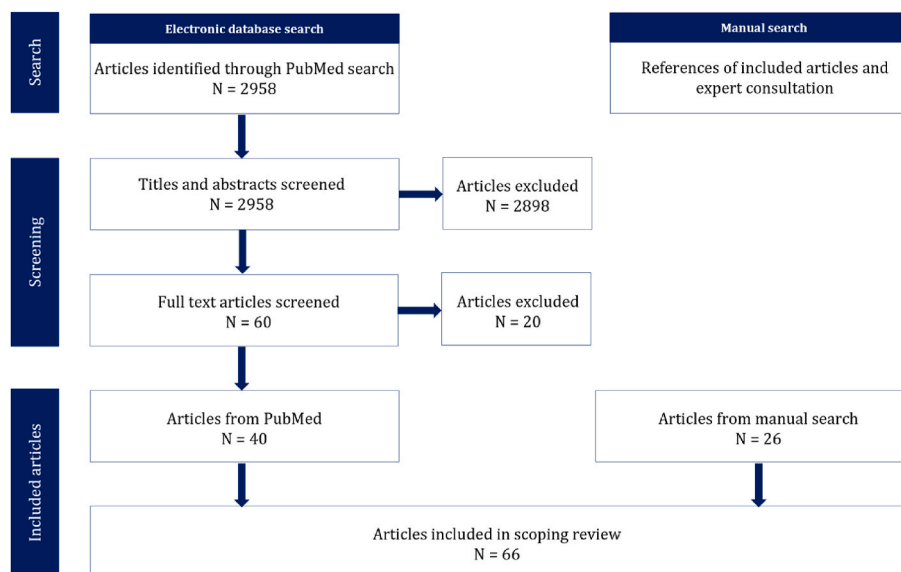 Search
Electronic database search
Articles identified through PubMed search
N = 2958
Manual search
References of included articles and
expert consultation
Screening
Titles and abstracts screened
N = 2958
Articles excluded
N = 2898
Full text articles screened
N = 60
Articles excluded
N = 20
Included articles
Articles from PubMed
N = 40
Articles from manual search
N = 26
Articles included in scoping review
N = 66